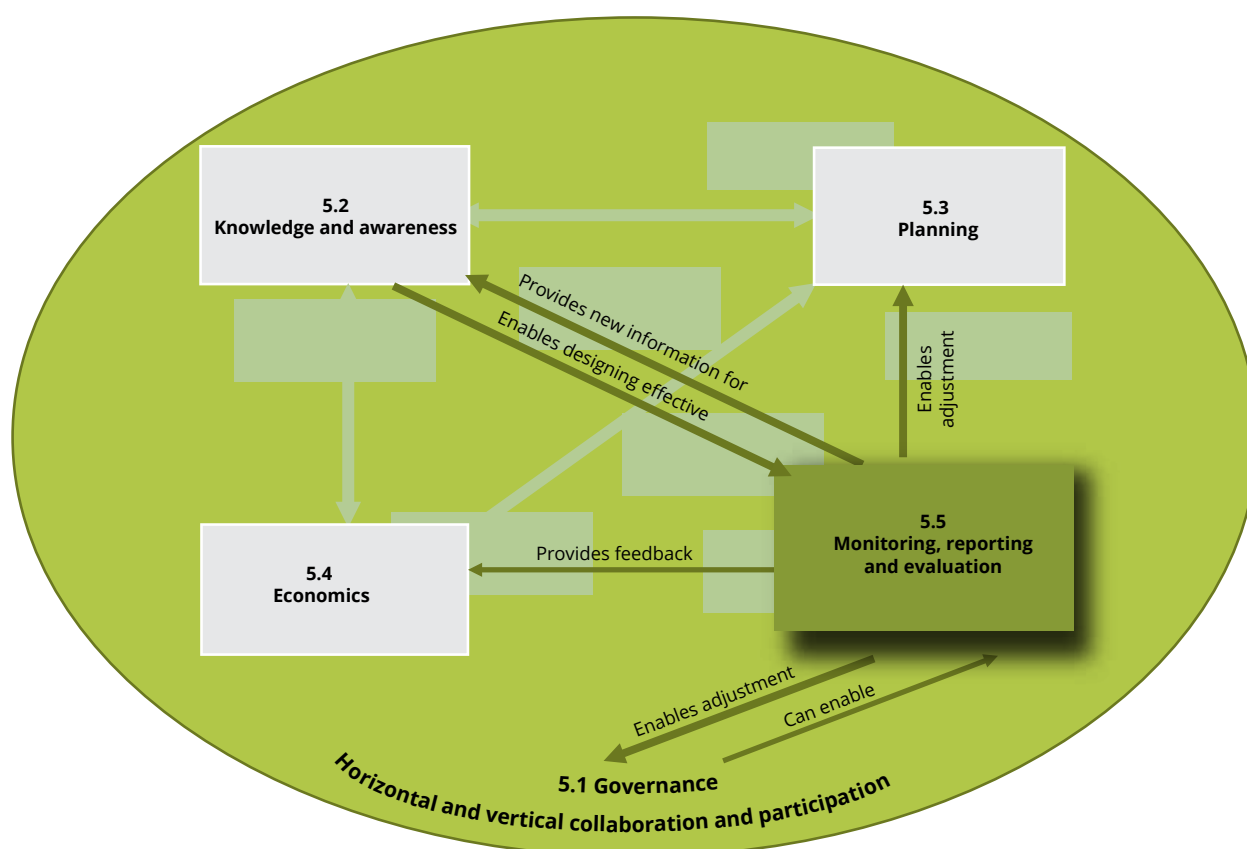 5.2
Knowledge and awareness
5.3
Planning
Provides new information for
Enables designing effective
Enables
adjustment
5.4
Economics
Provides feedback
5.5
Monitoring, reporting
and evaluation
Enables adjustment
Can enable
5.1 Governance
Horizontal and vertical collaboration and participation